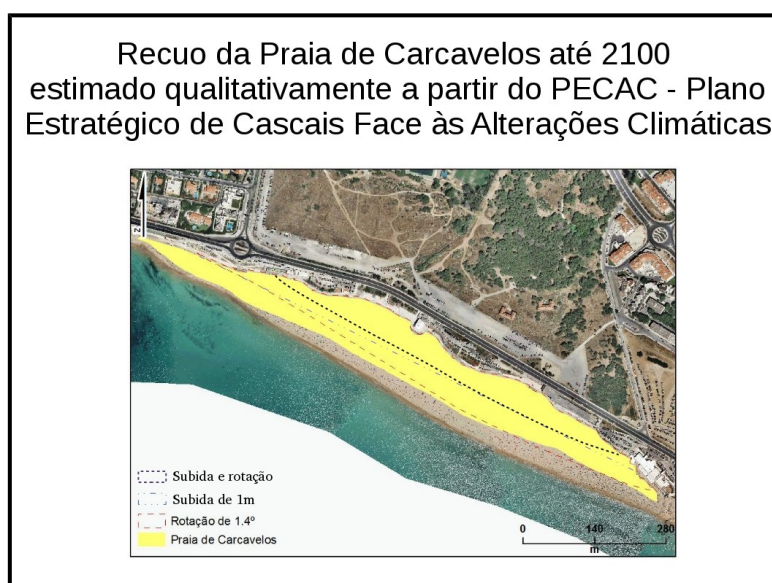 Recuo da Praia de Carcavelos até 2100
estimado qualitativamente a partir do PECAC - Plano
Estratégico de Cascais Face às Alterações Climáticas
N
Subida e rotação
Subida de 1m
Rotação de 1.4º
Praia de Carcavelos
0 140 280
m